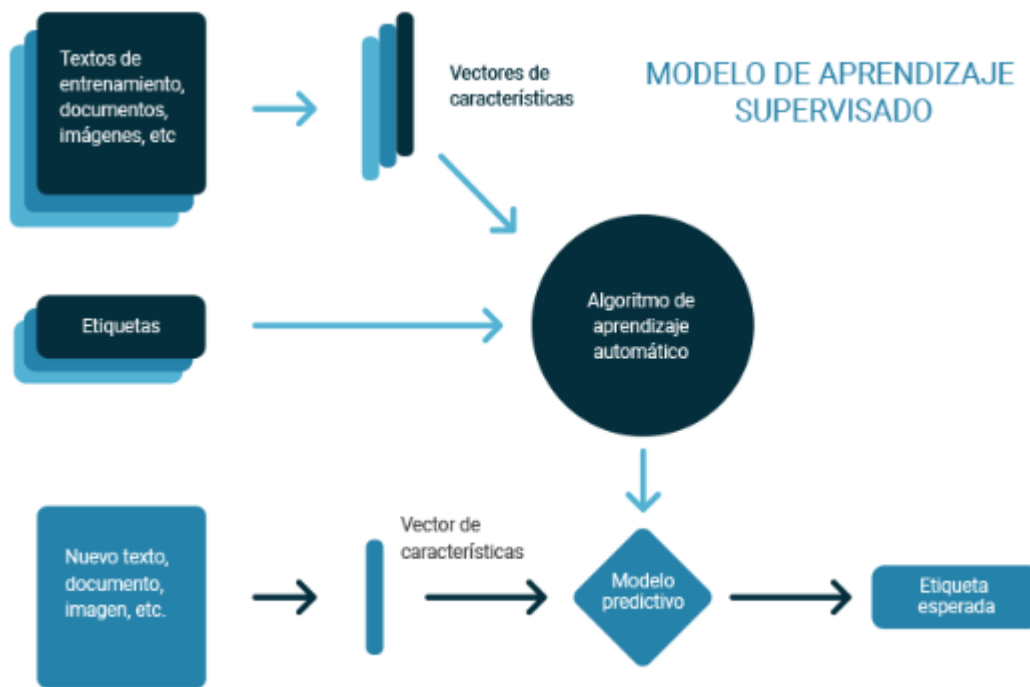 Textos de
entrenamiento,
documentos,
imágenes, etc
Vectores de
características
MODELO DE APRENDIZAJE
SUPERVISADO
Etiquetas
Algoritmo de
aprendizaje
automático
Nuevo texto,
documento,
imagen, etc.
Vector de
características
Modelo
predictivo
Etiqueta
esperada